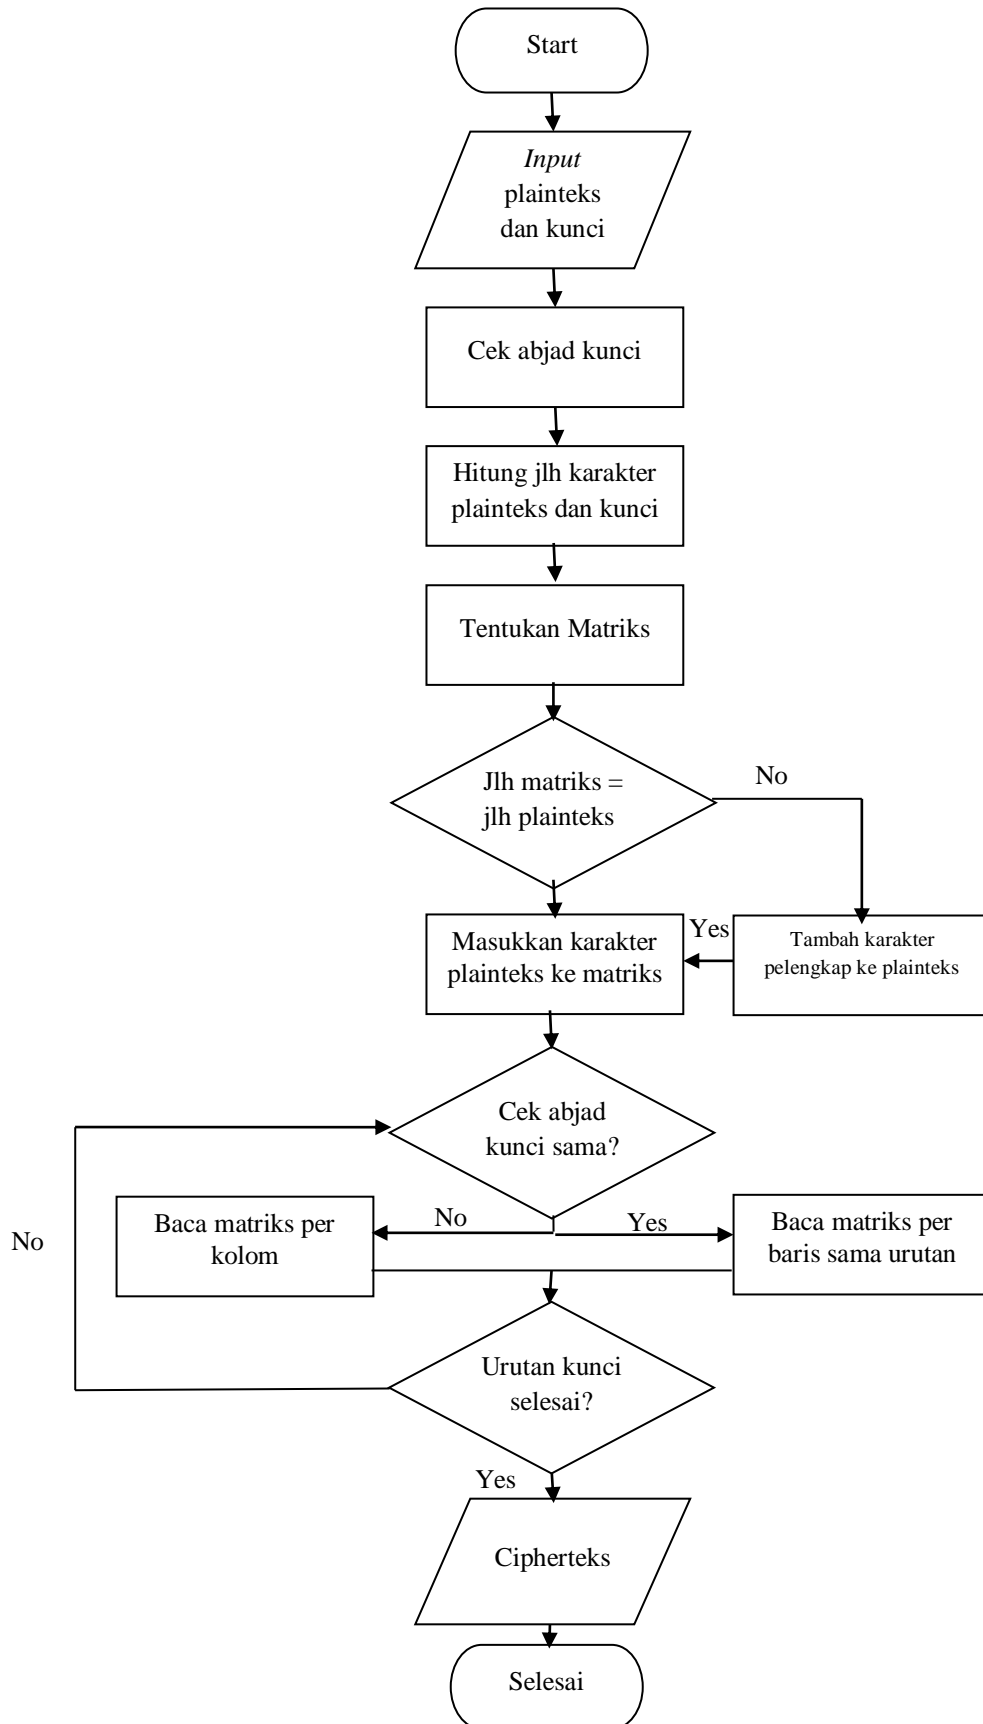 Start
Input
plainteks
dan kunci
Cek abjad kunci
Hitung jlh karakter
plainteks dan kunci
Tentukan Matriks
Jlh matriks =
jlh plainteks
No
Masukkan karakter
plainteks ke matriks
Yes
Tambah karakter
pelengkap ke plainteks
Cek abjad
kunci sama?
No
Baca matriks per
kolom
No
Yes
Baca matriks per
baris sama urutan
Urutan kunci
selesai?
Yes
Cipherteks
Selesai